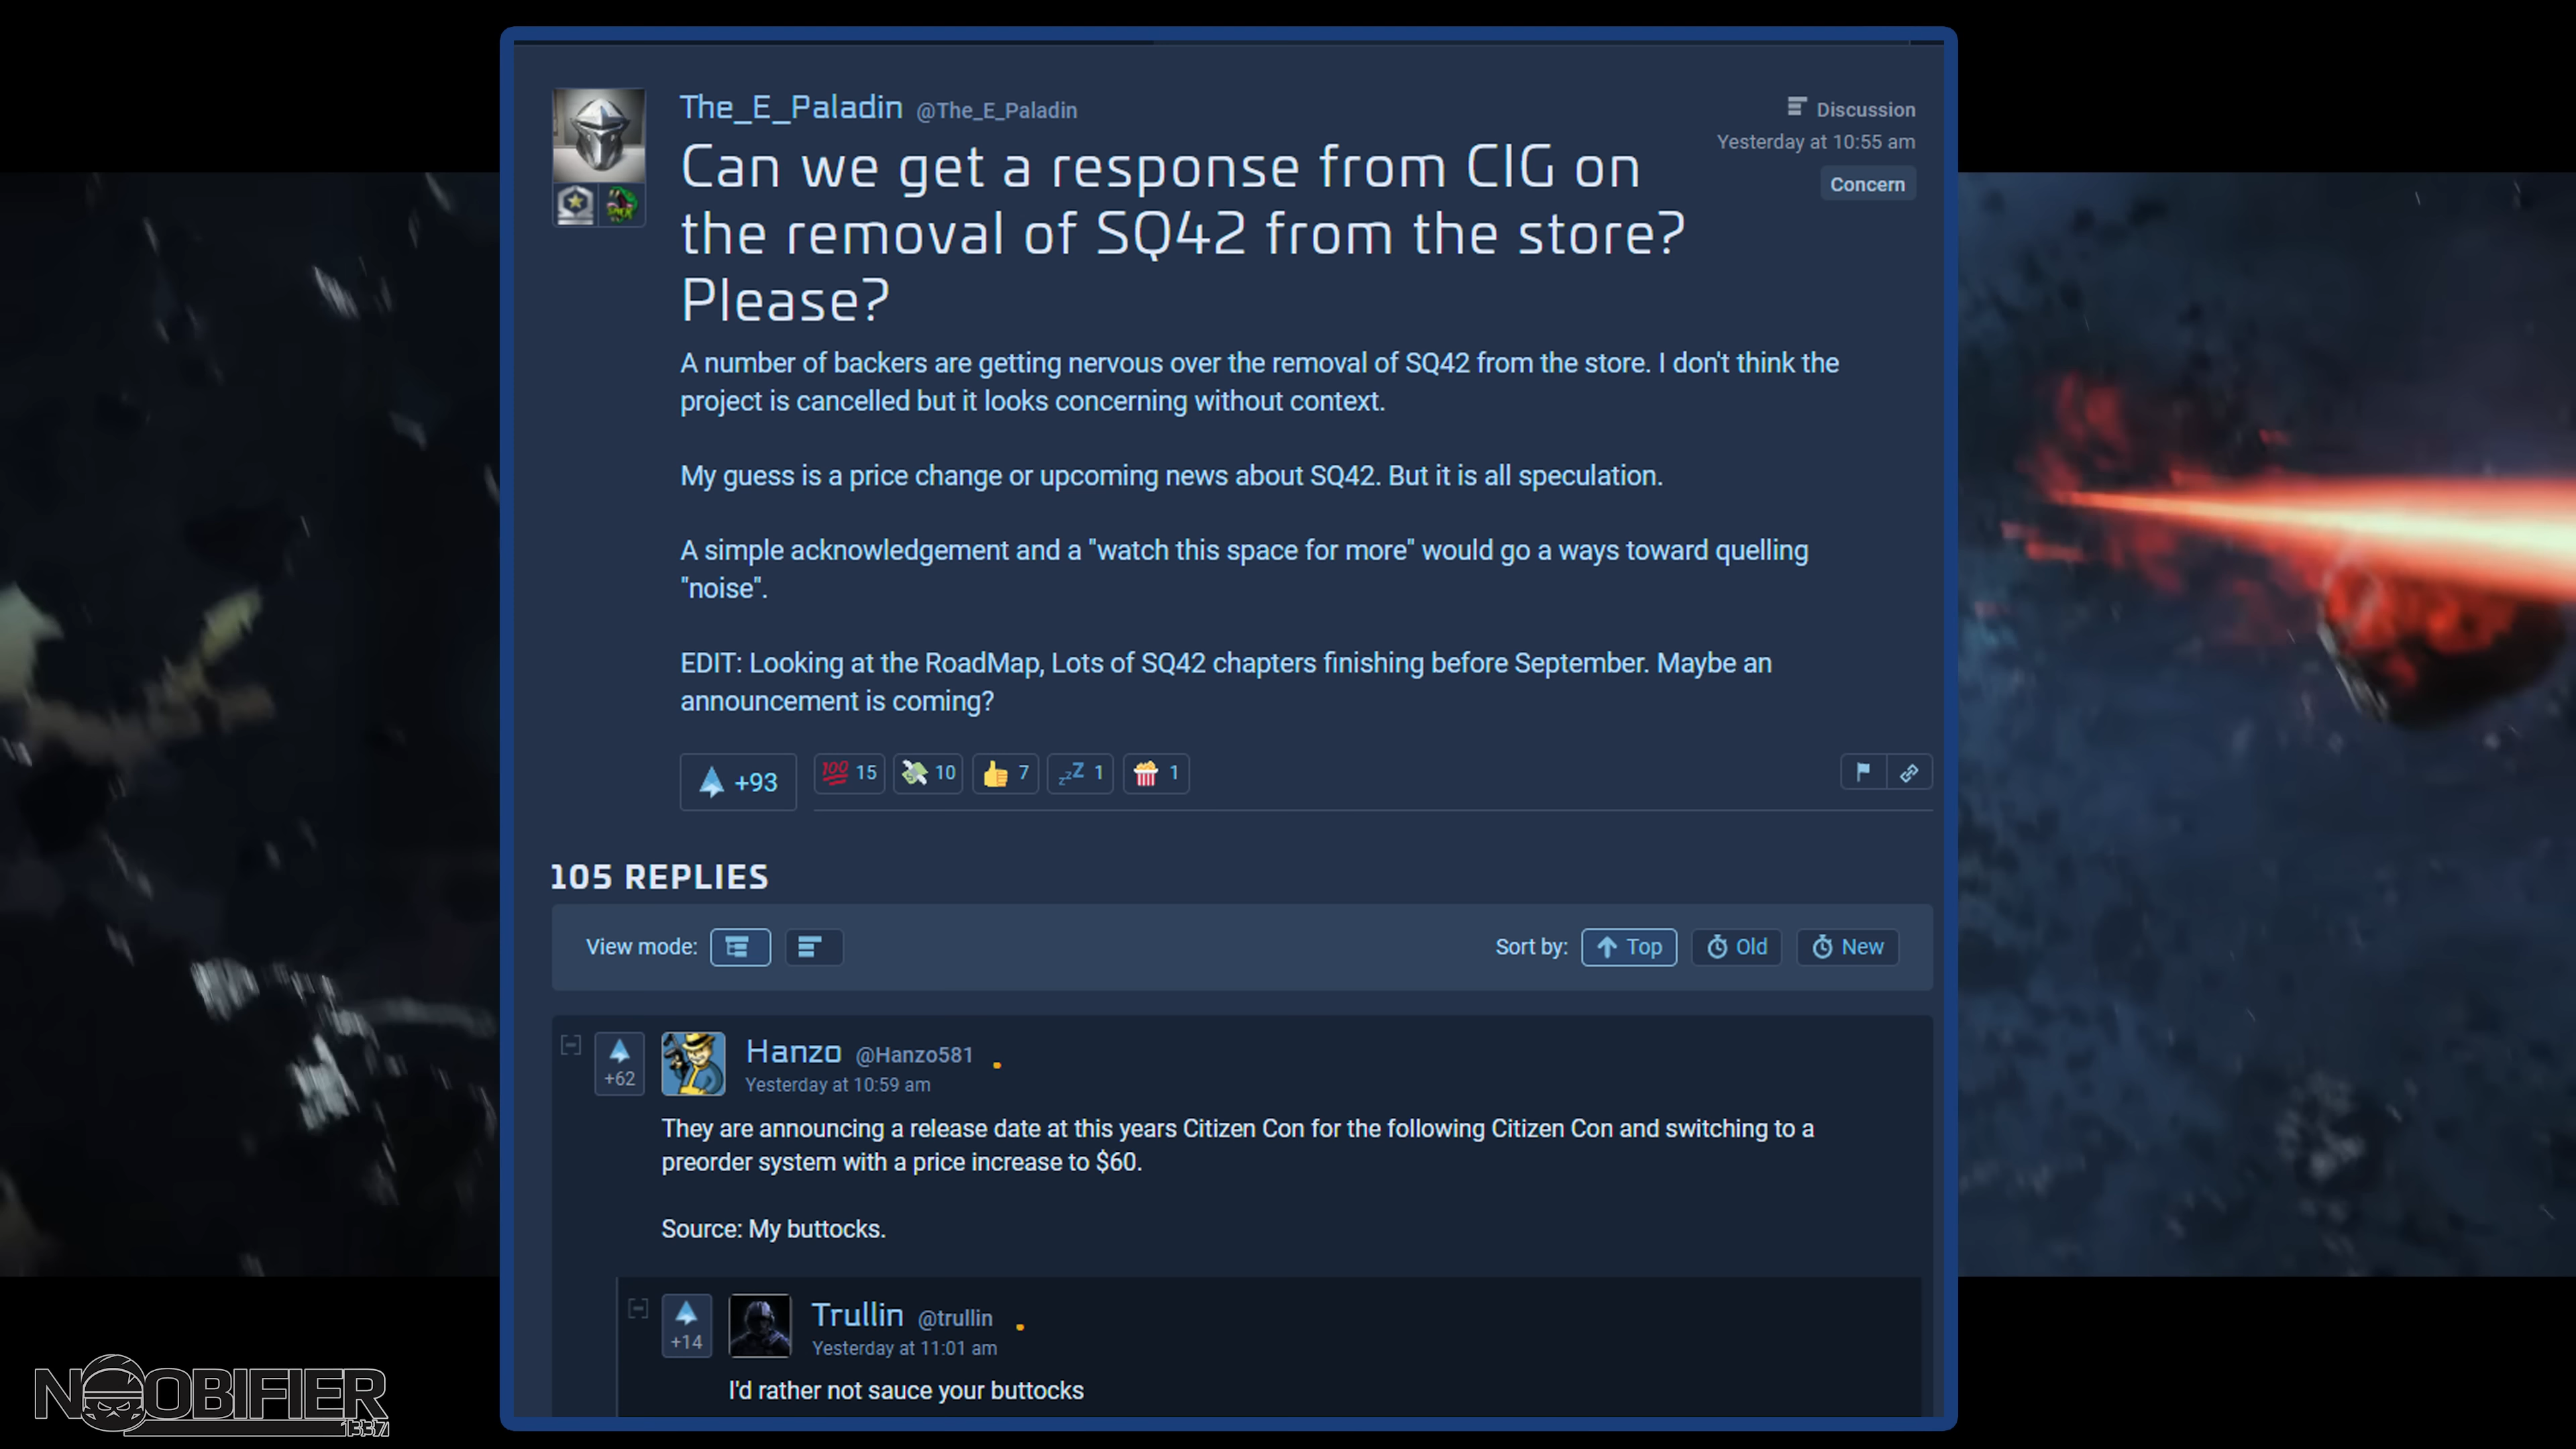 The_E_Paladin @The_E_Paladin
Discussion
Yesterday at 10:55 am
Concern
Can we get a response from CIG on
the removal of SQ42 from the store?
Please?
A number of backers are getting nervous over the removal of SQ42 from the store. I don't think the
project is cancelled but it looks concerning without context.
My guess is a price change or upcoming news about SQ42. But it is all speculation.
A simple acknowledgement and a "watch this space for more" would go a ways toward quelling
"noise".
EDIT: Looking at the RoadMap, Lots of SQ42 chapters finishing before September. Maybe an
announcement is coming?
+93 100 15 10 7 zzZ 1 1
105 REPLIES
View mode: Sort by: Top Old New
+62 Hanzo @Hanzo581
Yesterday at 10:59 am
They are announcing a release date at this years Citizen Con for the following Citizen Con and switching to a
preorder system with a price increase to $60.
Source: My buttocks.
+14 Trullin @trullin
Yesterday at 11:01 am
I'd rather not sauce your buttocks
NOOBIFIER
1337